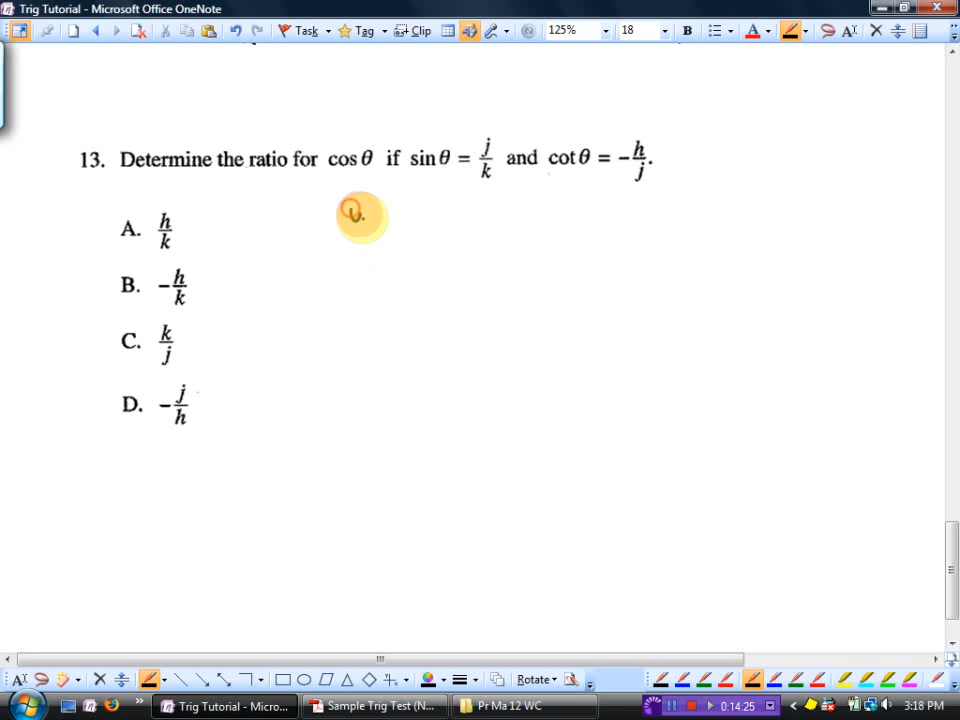 Trig Tutorial - Microsoft Office OneNote
Task Tag Clip 125% 18 B A A
13. Determine the ratio for cos θ if sin θ = j/k and cot θ = -h/j.
A. h/k
B. -h/k
C. k/j
D. -j/h
A Rotate
Trig Tutorial - Micro... Sample Trig Test (N... Pr Ma 12 WC 0:14:25 3:18 PM